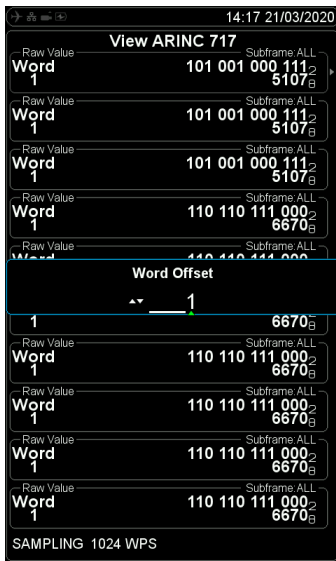 14:17 21/03/2020
View ARINC 717
Raw Value Subframe:ALL
Word 101 001 000 1112
1 51078
Raw Value Subframe:ALL
Word 101 001 000 1112
1 51078
Raw Value Subframe:ALL
Word 101 001 000 1112
1 51078
Raw Value Subframe:ALL
Word 110 110 111 0002
1 66708
Raw Value Subframe:ALL
Word Offset
1
1 66708
Raw Value Subframe:ALL
Word 110 110 111 0002
1 66708
Raw Value Subframe:ALL
Word 110 110 111 0002
1 66708
Raw Value Subframe:ALL
Word 110 110 111 0002
1 66708
Raw Value Subframe:ALL
Word 110 110 111 0002
1 66708
SAMPLING 1024 WPS